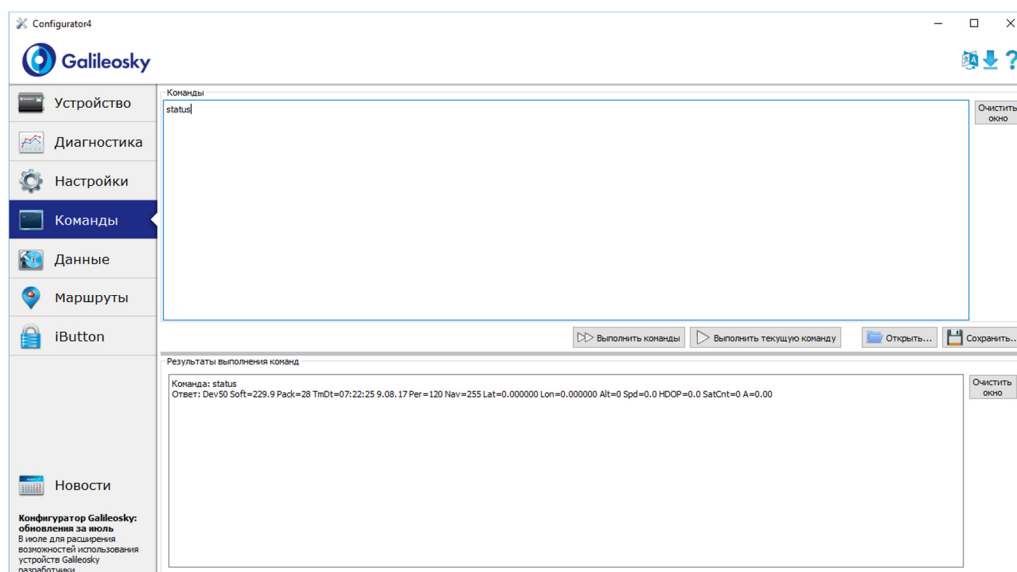 Configurator4
Galileosky
Устройство
Диагностика
Настройки
Команды
Данные
Маршруты
iButton
Новости
Конфигуратор Galileosky:
обновления за июль
В июле для расширения
возможностей использования
устройств Galileosky
разработчики
Команды
status
Очистить
окно
Выполнить команды
Выполнить текущую команду
Открыть...
Сохранить...
Результаты выполнения команд
Команда: status
Ответ: Dev50 Soft=229.9 Pack=28 TmDt=07:22:25 9.08.17 Per=120 Nav=255 Lat=0.000000 Lon=0.000000 Alt=0 Spd=0.0 HDOP=0.0 SatCnt=0 A=0.00
Очистить
окно